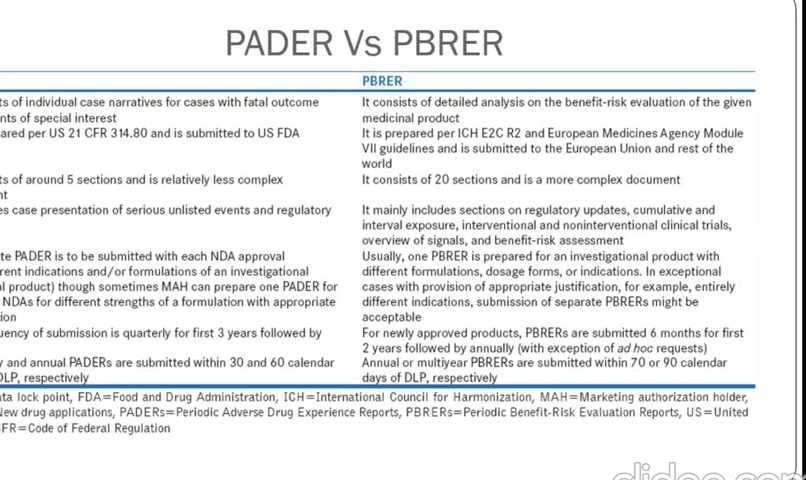 PADER Vs PBRER
PBRER
ts of individual case narratives for cases with fatal outcome
nts of special interest
It consists of detailed analysis on the benefit-risk evaluation of the given
medicinal product
ared per US 21 CFR 314.80 and is submitted to US FDA
It is prepared per ICH E2C R2 and European Medicines Agency Module
VII guidelines and is submitted to the European Union and rest of the
world
ts of around 5 sections and is relatively less complex
nt
It consists of 20 sections and is a more complex document
es case presentation of serious unlisted events and regulatory
It mainly includes sections on regulatory updates, cumulative and
interval exposure, interventional and noninterventional clinical trials,
overview of signals, and benefit-risk assessment
te PADER is to be submitted with each NDA approval
rent indications and/or formulations of an investigational
al product) though sometimes MAH can prepare one PADER for
NDAs for different strengths of a formulation with appropriate
ion
Usually, one PBRER is prepared for an investigational product with
different formulations, dosage forms, or indications. In exceptional
cases with provision of appropriate justification, for example, entirely
different indications, submission of separate PBRERs might be
acceptable
uency of submission is quarterly for first 3 years followed by
For newly approved products, PBRERs are submitted 6 months for first
2 years followed by annually (with exception of ad hoc requests)
y and annual PADERs are submitted within 30 and 60 calendar
DLP, respectively
Annual or multiyear PBRERs are submitted within 70 or 90 calendar
days of DLP, respectively
ata lock point, FDA=Food and Drug Administration, ICH=International Council for Harmonization, MAH=Marketing authorization holder,
New drug applications, PADERs=Periodic Adverse Drug Experience Reports, PBRERs=Periodic Benefit-Risk Evaluation Reports, US=United
CFR=Code of Federal Regulation